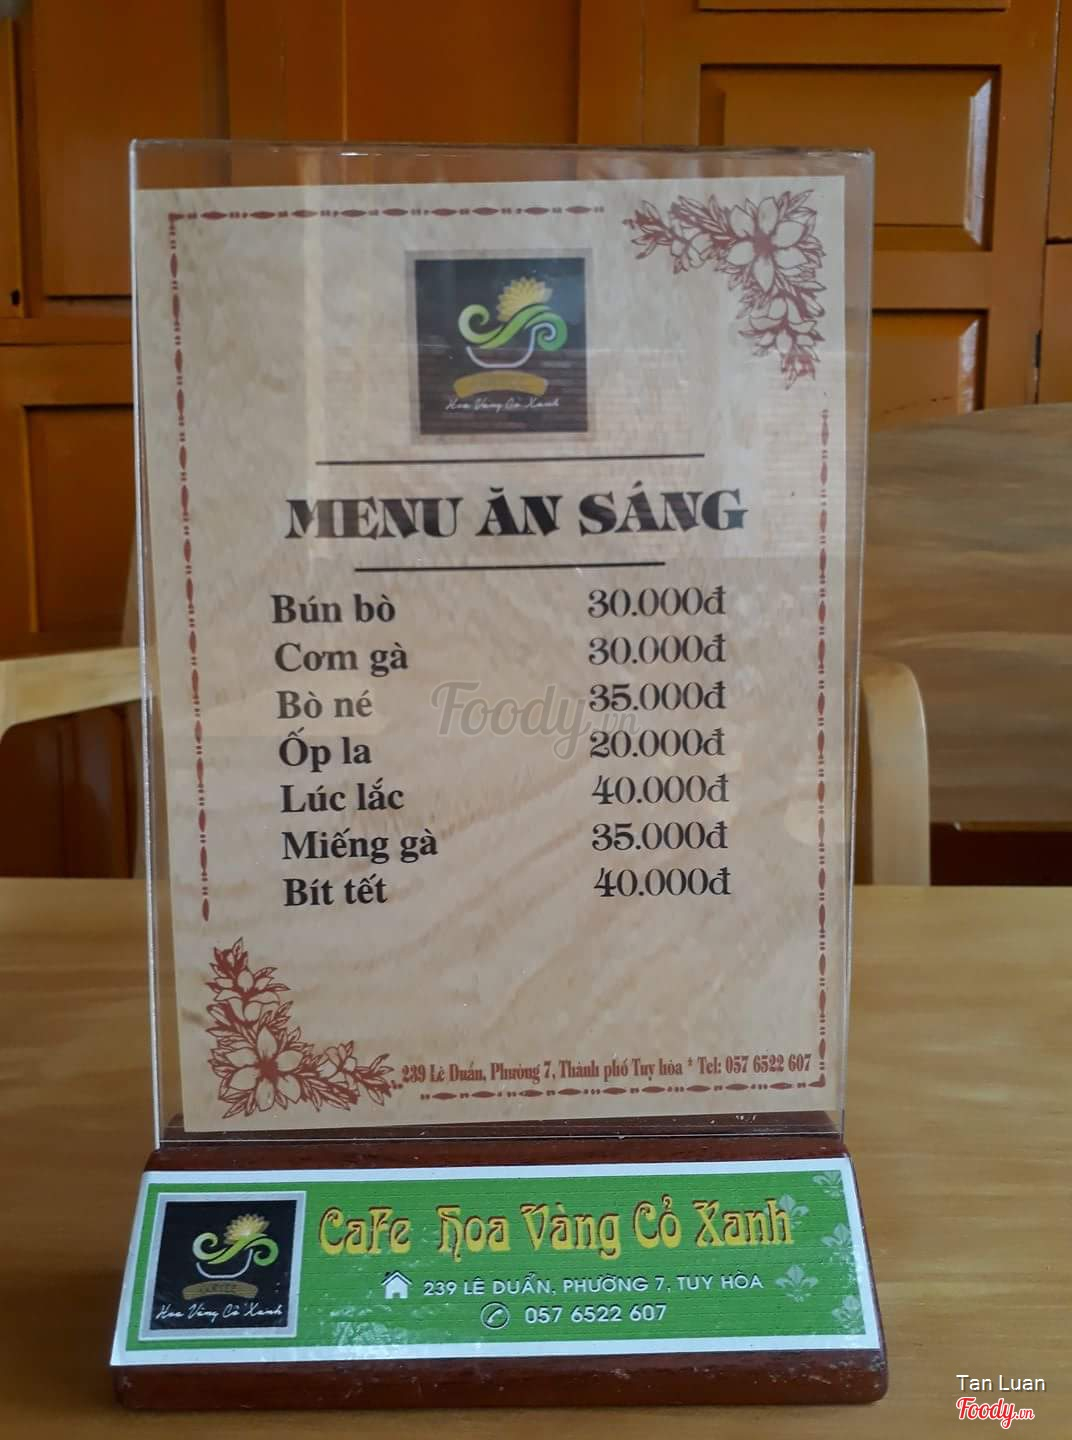 Hoa Vàng Cỏ Xanh
MENU ĂN SÁNG
Bún bò 30.000đ
Cơm gà 30.000đ
Bò né 35.000đ
Ốp la 20.000đ
Lúc lắc 40.000đ
Miếng gà 35.000đ
Bít tết 40.000đ
Foody.vn
239 Lê Duẩn, Phường 7, Thành phố Tuy hòa * Tel: 057 6522 607
CaFe Hoa Vàng Cỏ Xanh
239 LÊ DUẨN, PHƯỜNG 7, TUY HÒA
057 6522 607
COFFEE
Hoa Vàng Cỏ Xanh
Tan Luan
Foody.vn